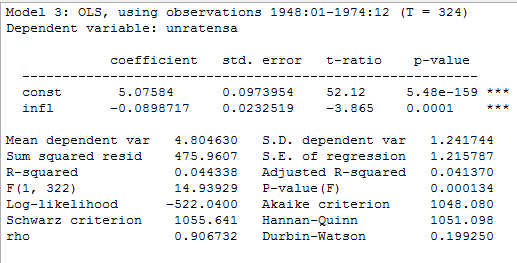 Model 3: OLS, using observations 1948:01-1974:12 (T = 324)
Dependent variable: unratensa
coefficient std. error t-ratio p-value
---------------------------------------------------------
const 5.07584 0.0973954 52.12 5.48e-159 ***
infl -0.0898717 0.0232519 -3.865 0.0001 ***
Mean dependent var 4.804630 S.D. dependent var 1.241744
Sum squared resid 475.9607 S.E. of regression 1.215787
R-squared 0.044338 Adjusted R-squared 0.041370
F(1, 322) 14.93929 P-value(F) 0.000134
Log-likelihood -522.0400 Akaike criterion 1048.080
Schwarz criterion 1055.641 Hannan-Quinn 1051.098
rho 0.906732 Durbin-Watson 0.199250